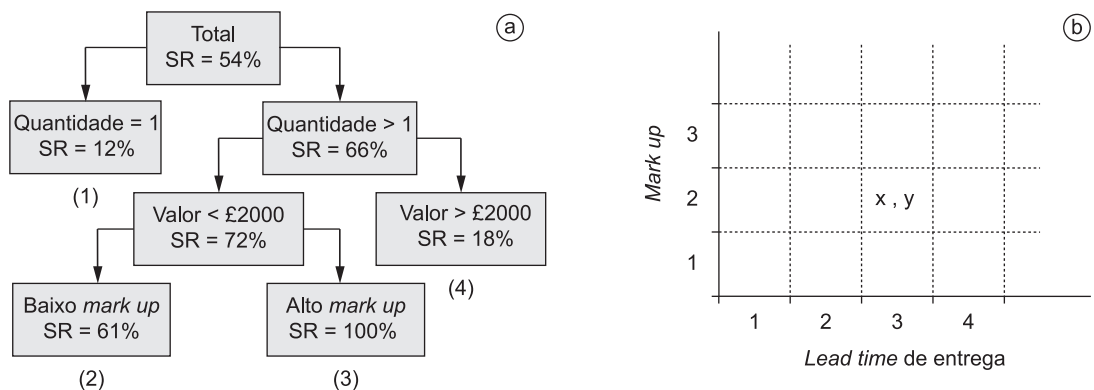 a
Total
SR = 54%
Quantidade = 1
SR = 12%
(1)
Quantidade > 1
SR = 66%
Valor < £2000
SR = 72%
Valor > £2000
SR = 18%
(4)
Baixo mark up
SR = 61%
(2)
Alto mark up
SR = 100%
(3)
b
Mark up
3
2
1
x , y
1 2 3 4
Lead time de entrega